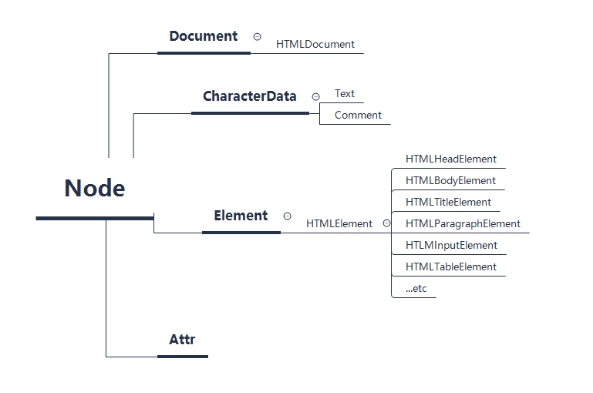 Document
HTMLDocument
CharacterData
Text
Comment
Node
Element
HTMLElement
HTMLHeadElement
HTMLBodyElement
HTMLTitleElement
HTMLParagraphElement
HTLMInputElement
HTMLTableElement
...etc
Attr